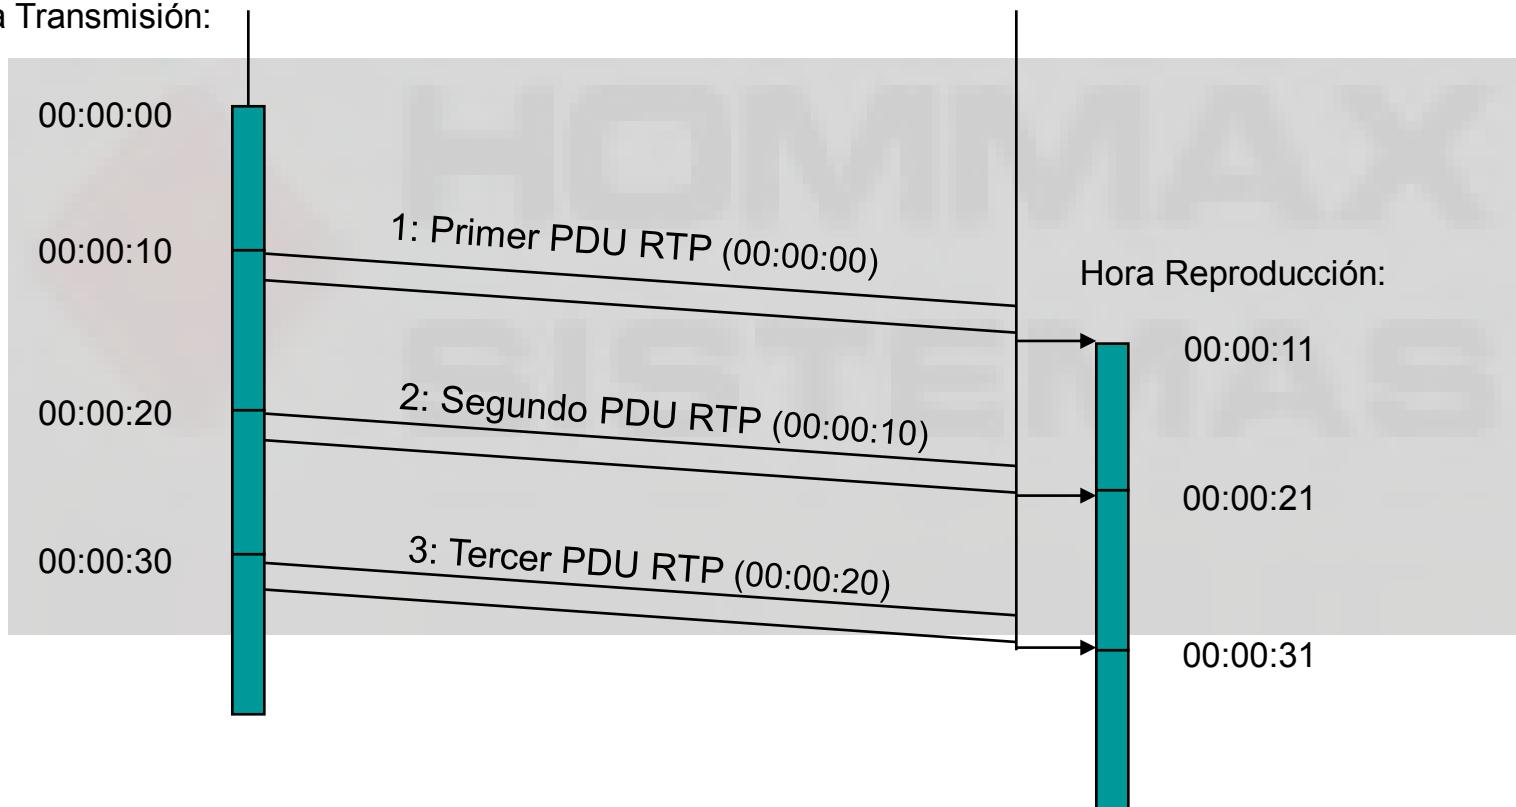 a Transmisión:
00:00:00
00:00:10
1: Primer PDU RTP (00:00:00)
Hora Reproducción:
00:00:11
00:00:20
2: Segundo PDU RTP (00:00:10)
00:00:21
00:00:30
3: Tercer PDU RTP (00:00:20)
00:00:31
HOMMAX
SISTEMAS